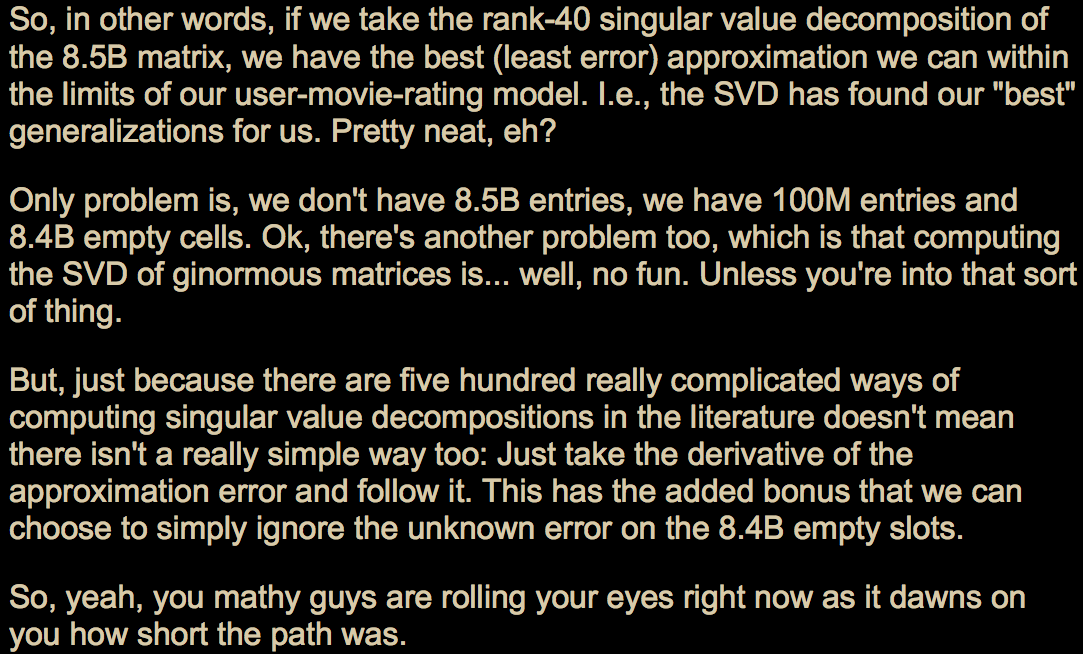 So, in other words, if we take the rank-40 singular value decomposition of
the 8.5B matrix, we have the best (least error) approximation we can within
the limits of our user-movie-rating model. I.e., the SVD has found our "best"
generalizations for us. Pretty neat, eh?
Only problem is, we don't have 8.5B entries, we have 100M entries and
8.4B empty cells. Ok, there's another problem too, which is that computing
the SVD of ginormous matrices is... well, no fun. Unless you're into that sort
of thing.
But, just because there are five hundred really complicated ways of
computing singular value decompositions in the literature doesn't mean
there isn't a really simple way too: Just take the derivative of the
approximation error and follow it. This has the added bonus that we can
choose to simply ignore the unknown error on the 8.4B empty slots.
So, yeah, you mathy guys are rolling your eyes right now as it dawns on
you how short the path was.